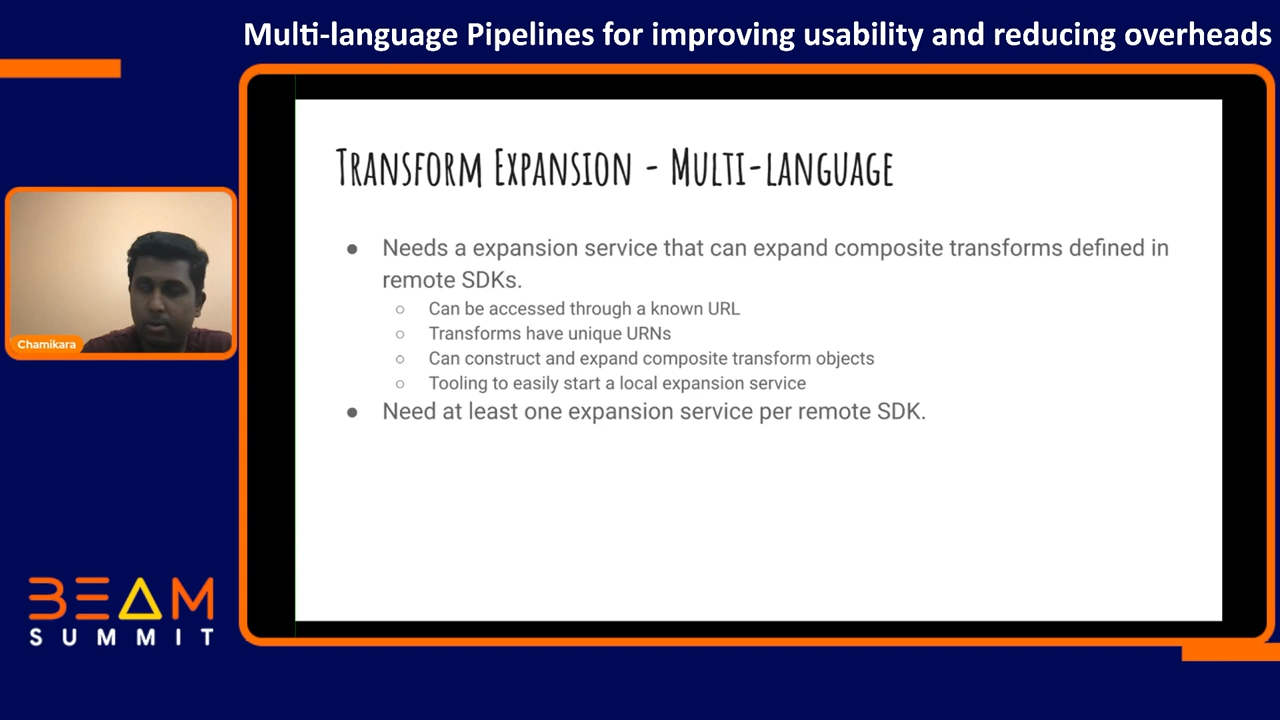 Multi-language Pipelines for improving usability and reducing overheads
TRANSFORM EXPANSION - MULTI-LANGUAGE
● Needs a expansion service that can expand composite transforms defined in
remote SDKs.
○ Can be accessed through a known URL
○ Transforms have unique URNs
○ Can construct and expand composite transform objects
○ Tooling to easily start a local expansion service
● Need at least one expansion service per remote SDK.
Chamikara
BEAM
SUMMIT